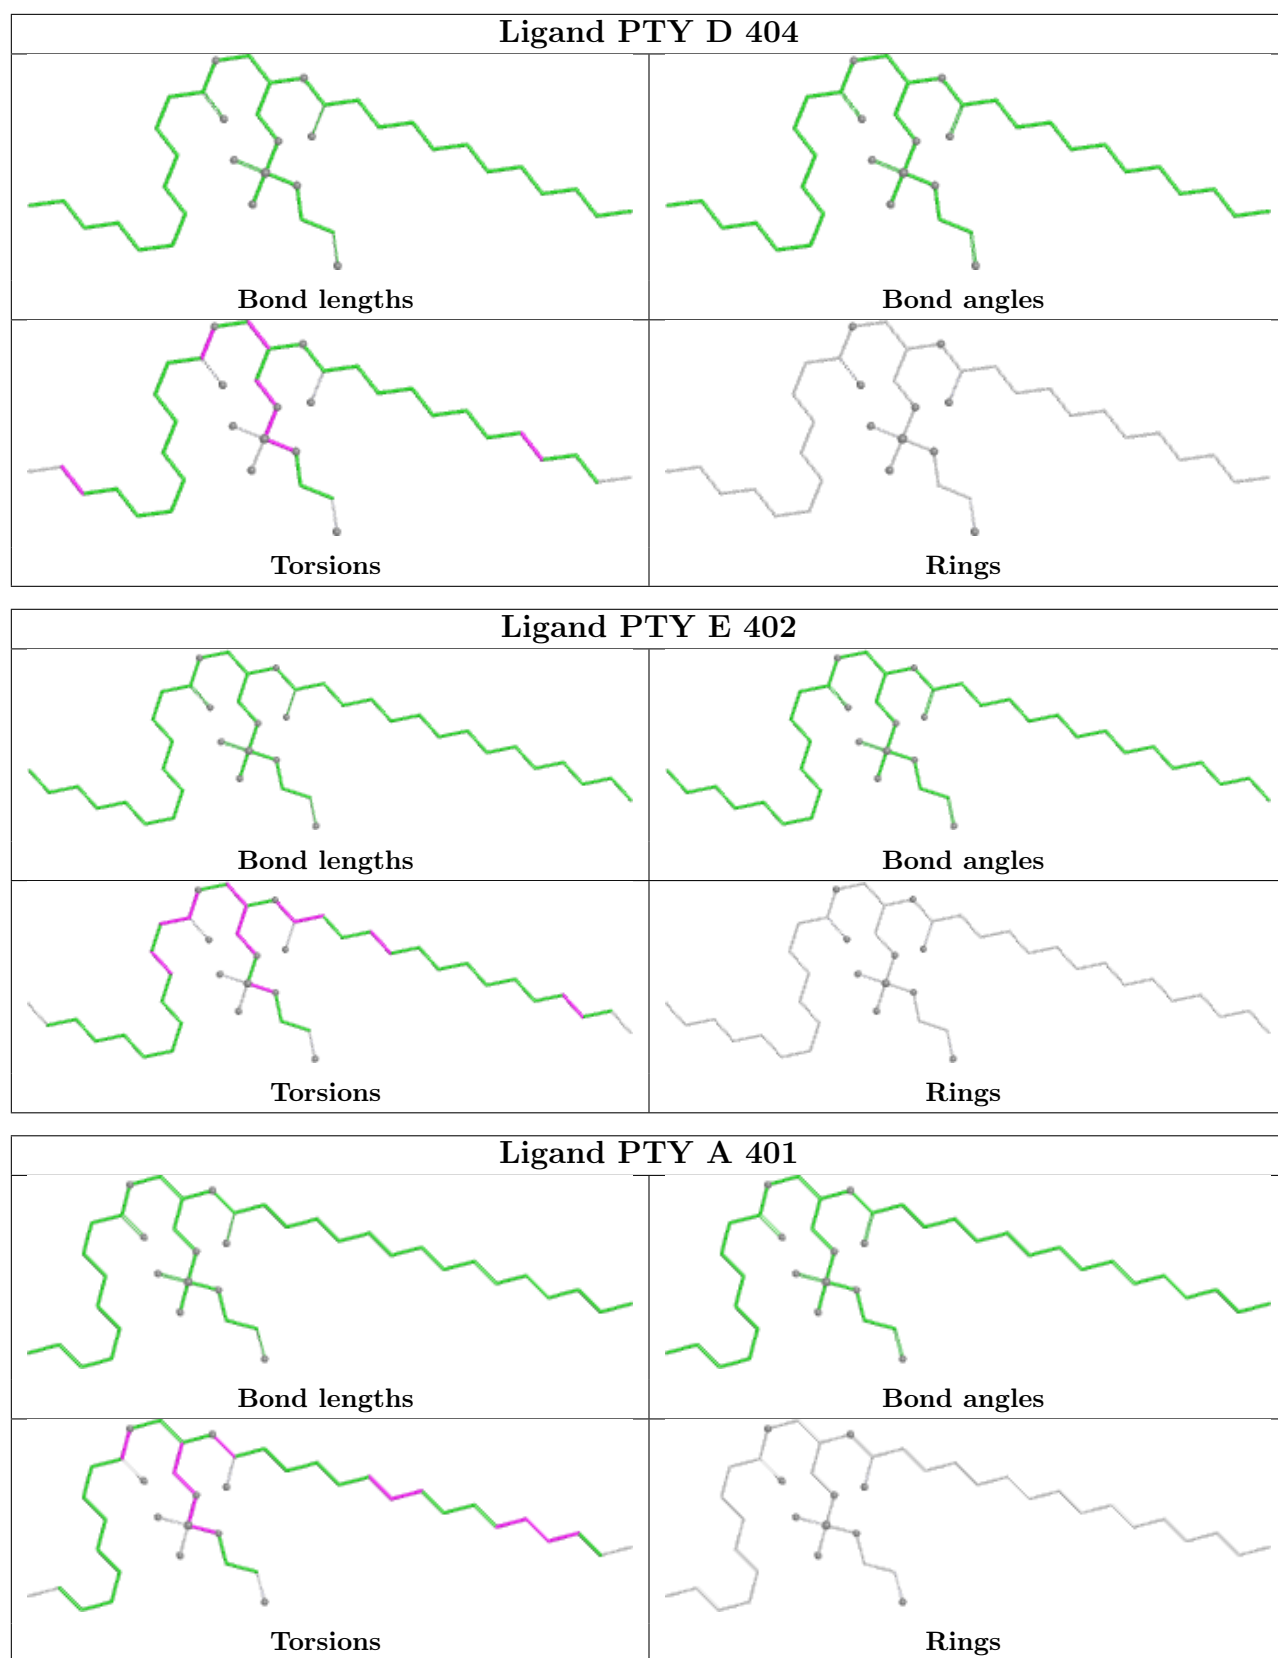 Ligand PTY D 404
Bond lengths
Bond angles
Torsions
Rings
Ligand PTY E 402
Bond lengths
Bond angles
Torsions
Rings
Ligand PTY A 401
Bond lengths
Bond angles
Torsions
Rings